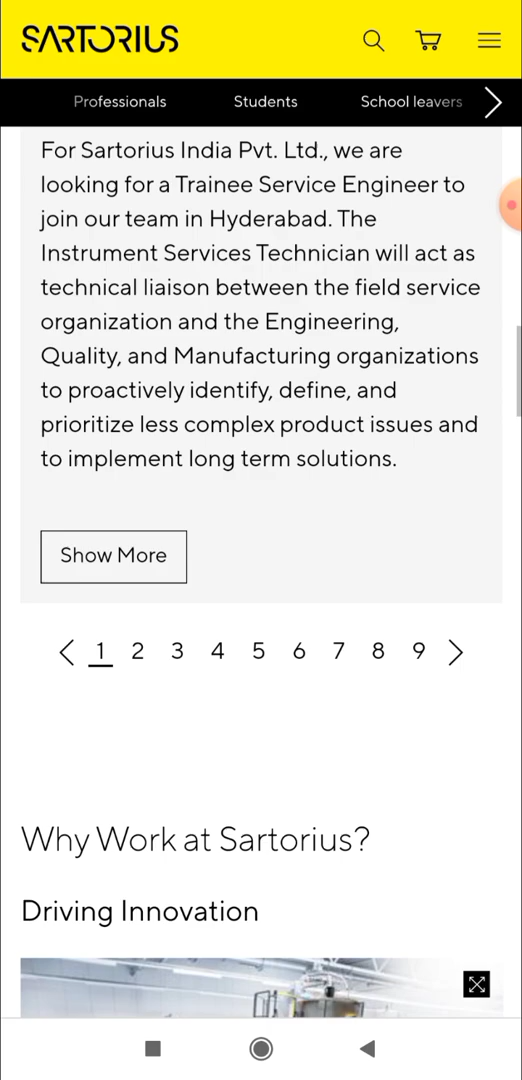 SARTORIUS
Professionals Students School leavers
For Sartorius India Pvt. Ltd., we are
looking for a Trainee Service Engineer to
join our team in Hyderabad. The
Instrument Services Technician will act as
technical liaison between the field service
organization and the Engineering,
Quality, and Manufacturing organizations
to proactively identify, define, and
prioritize less complex product issues and
to implement long term solutions.
Show More
1 2 3 4 5 6 7 8 9
Why Work at Sartorius?
Driving Innovation